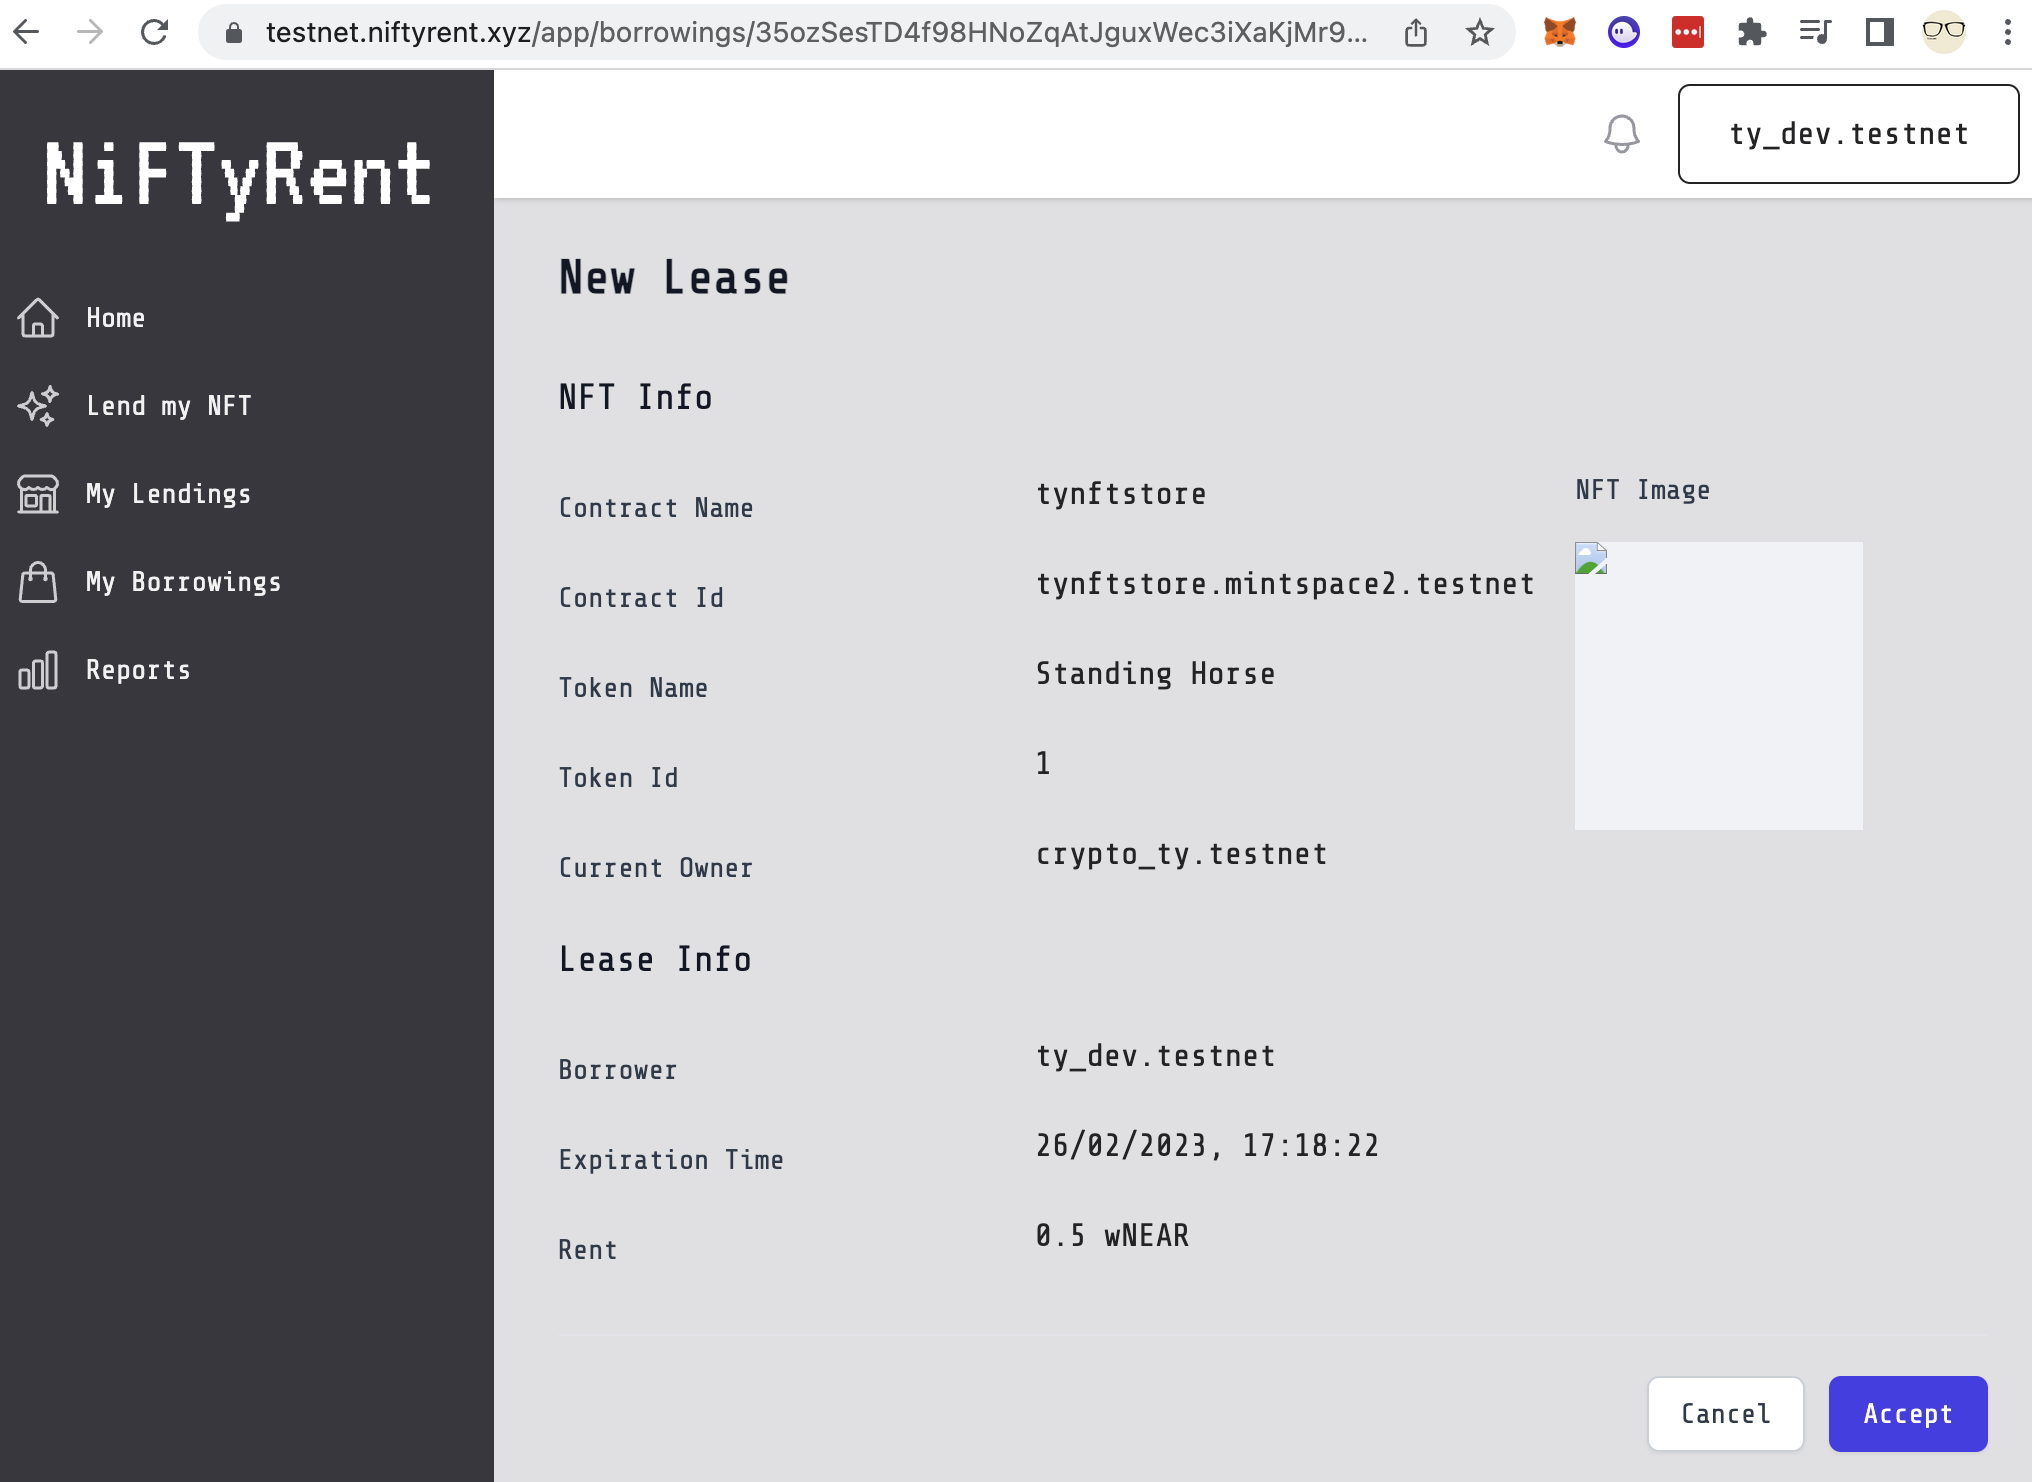 testnet.niftyrent.xyz/app/borrowings/35ozSesTD4f98HNoZqAtJguxWec3iXaKjMr9...
NiFTyRent
ty_dev.testnet
Home
Lend my NFT
My Lendings
My Borrowings
Reports
New Lease
NFT Info
Contract Name tynftstore
NFT Image
Contract Id tynftstore.mintspace2.testnet
Token Name Standing Horse
Token Id 1
Current Owner crypto_ty.testnet
Lease Info
Borrower ty_dev.testnet
Expiration Time 26/02/2023, 17:18:22
Rent 0.5 wNEAR
Cancel Accept